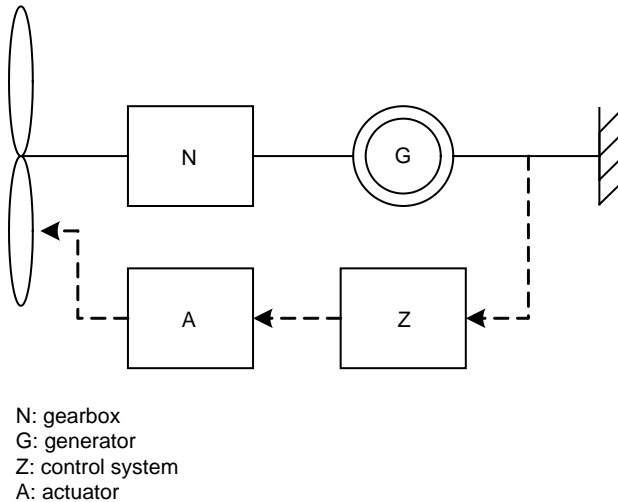 N
G
A
Z
N: gearbox
G: generator
Z: control system
A: actuator